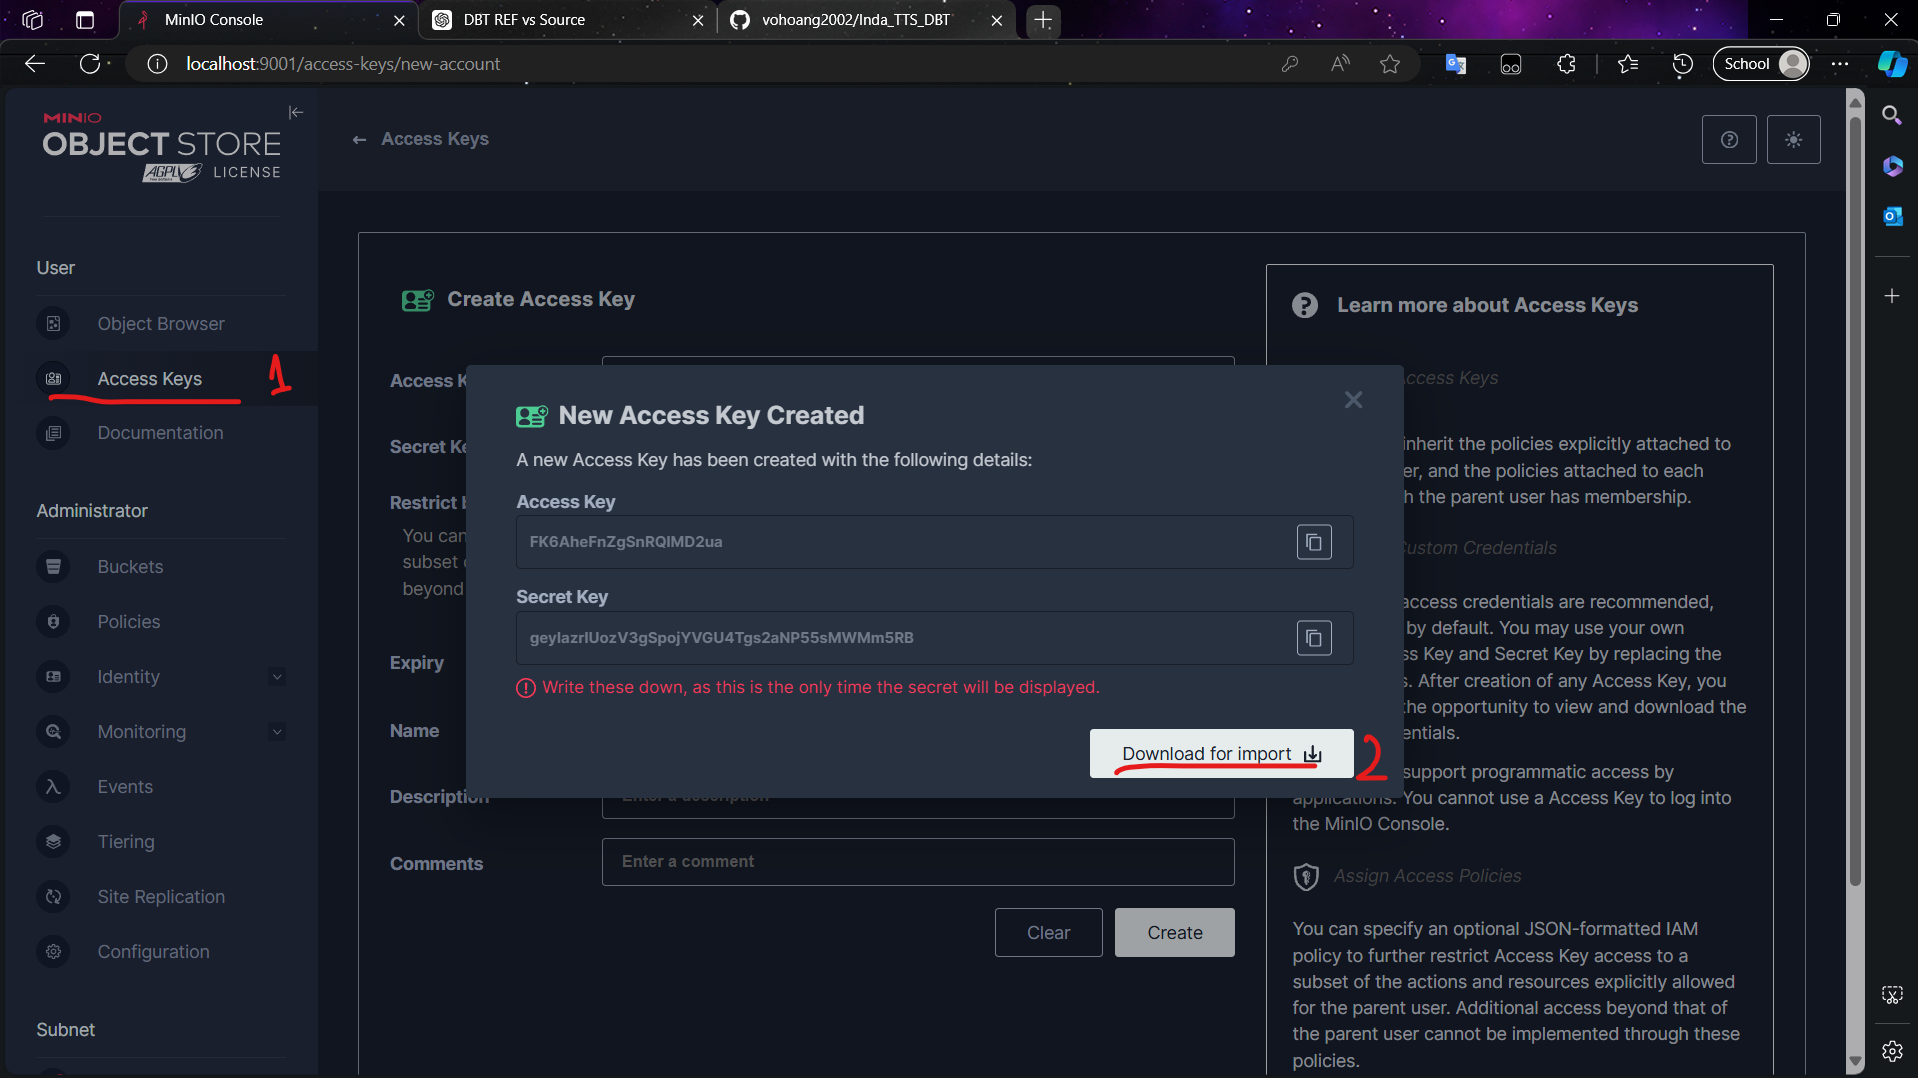 MinIO Console
DBT REF vs Source
vohoang2002/Inda_TTS_DBT
localhost:9001/access-keys/new-account
School
MINIO
OBJECT STORE
AGPLV3 LICENSE
Access Keys
User
Object Browser
Access Keys 1
Documentation
Administrator
Buckets
Policies
Identity
Monitoring
Events
Tiering
Site Replication
Configuration
Subnet
Create Access Key
Access K
Secret Ke
Restrict b
You can
subset
beyond
Expiry
Name
Description
Enter a description
Comments
Enter a comment
Clear
Create
New Access Key Created
A new Access Key has been created with the following details:
Access Key
FK6AheFnZgSnRQIMD2ua
Secret Key
geylazrlUozV3gSpojYVGU4Tgs2aNP55sMWMm5RB
Write these down, as this is the only time the secret will be displayed.
Download for import 2
Learn more about Access Keys
ccess Keys
inherit the policies explicitly attached to
er, and the policies attached to each
h the parent user has membership.
ustom Credentials
access credentials are recommended,
by default. You may use your own
ss Key and Secret Key by replacing the
s. After creation of any Access Key, you
the opportunity to view and download the
entials.
support programmatic access by
applications. You cannot use a Access Key to log into
the MinIO Console.
Assign Access Policies
You can specify an optional JSON-formatted IAM
policy to further restrict Access Key access to a
subset of the actions and resources explicitly allowed
for the parent user. Additional access beyond that of
the parent user cannot be implemented through these
policies.